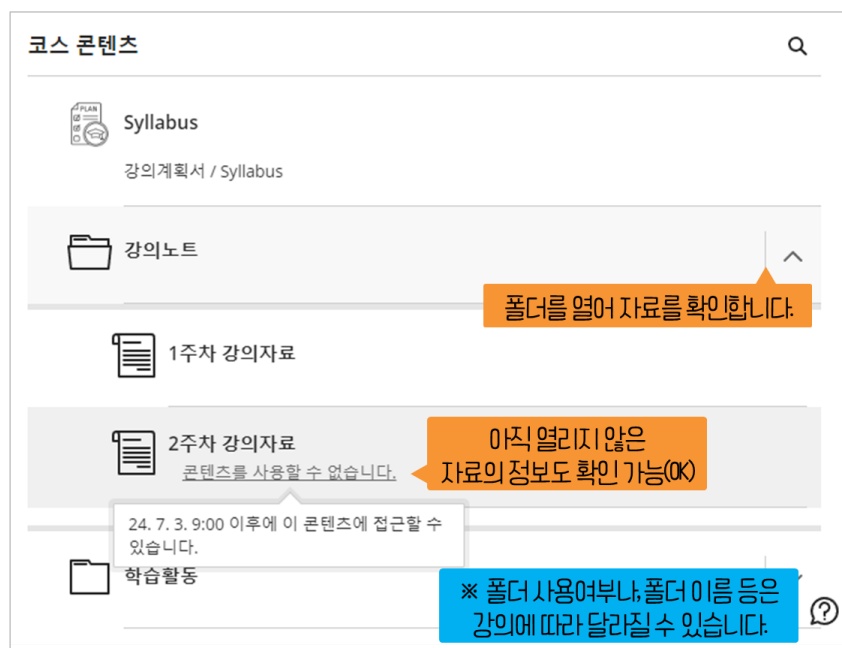 코스 콘텐츠
PLAN
Syllabus
강의계획서 / Syllabus
강의노트
폴더를 열어 자료를 확인합니다.
1주차 강의자료
2주차 강의자료
콘텐츠를 사용할 수 없습니다.
아직 열리지 않은
자료의 정보도 확인 가능(OK)
24. 7. 3. 9:00 이후에 이 콘텐츠에 접근할 수
있습니다.
학습활동
※ 폴더 사용여부나, 폴더 이름 등은
강의에 따라 달라질 수 있습니다.